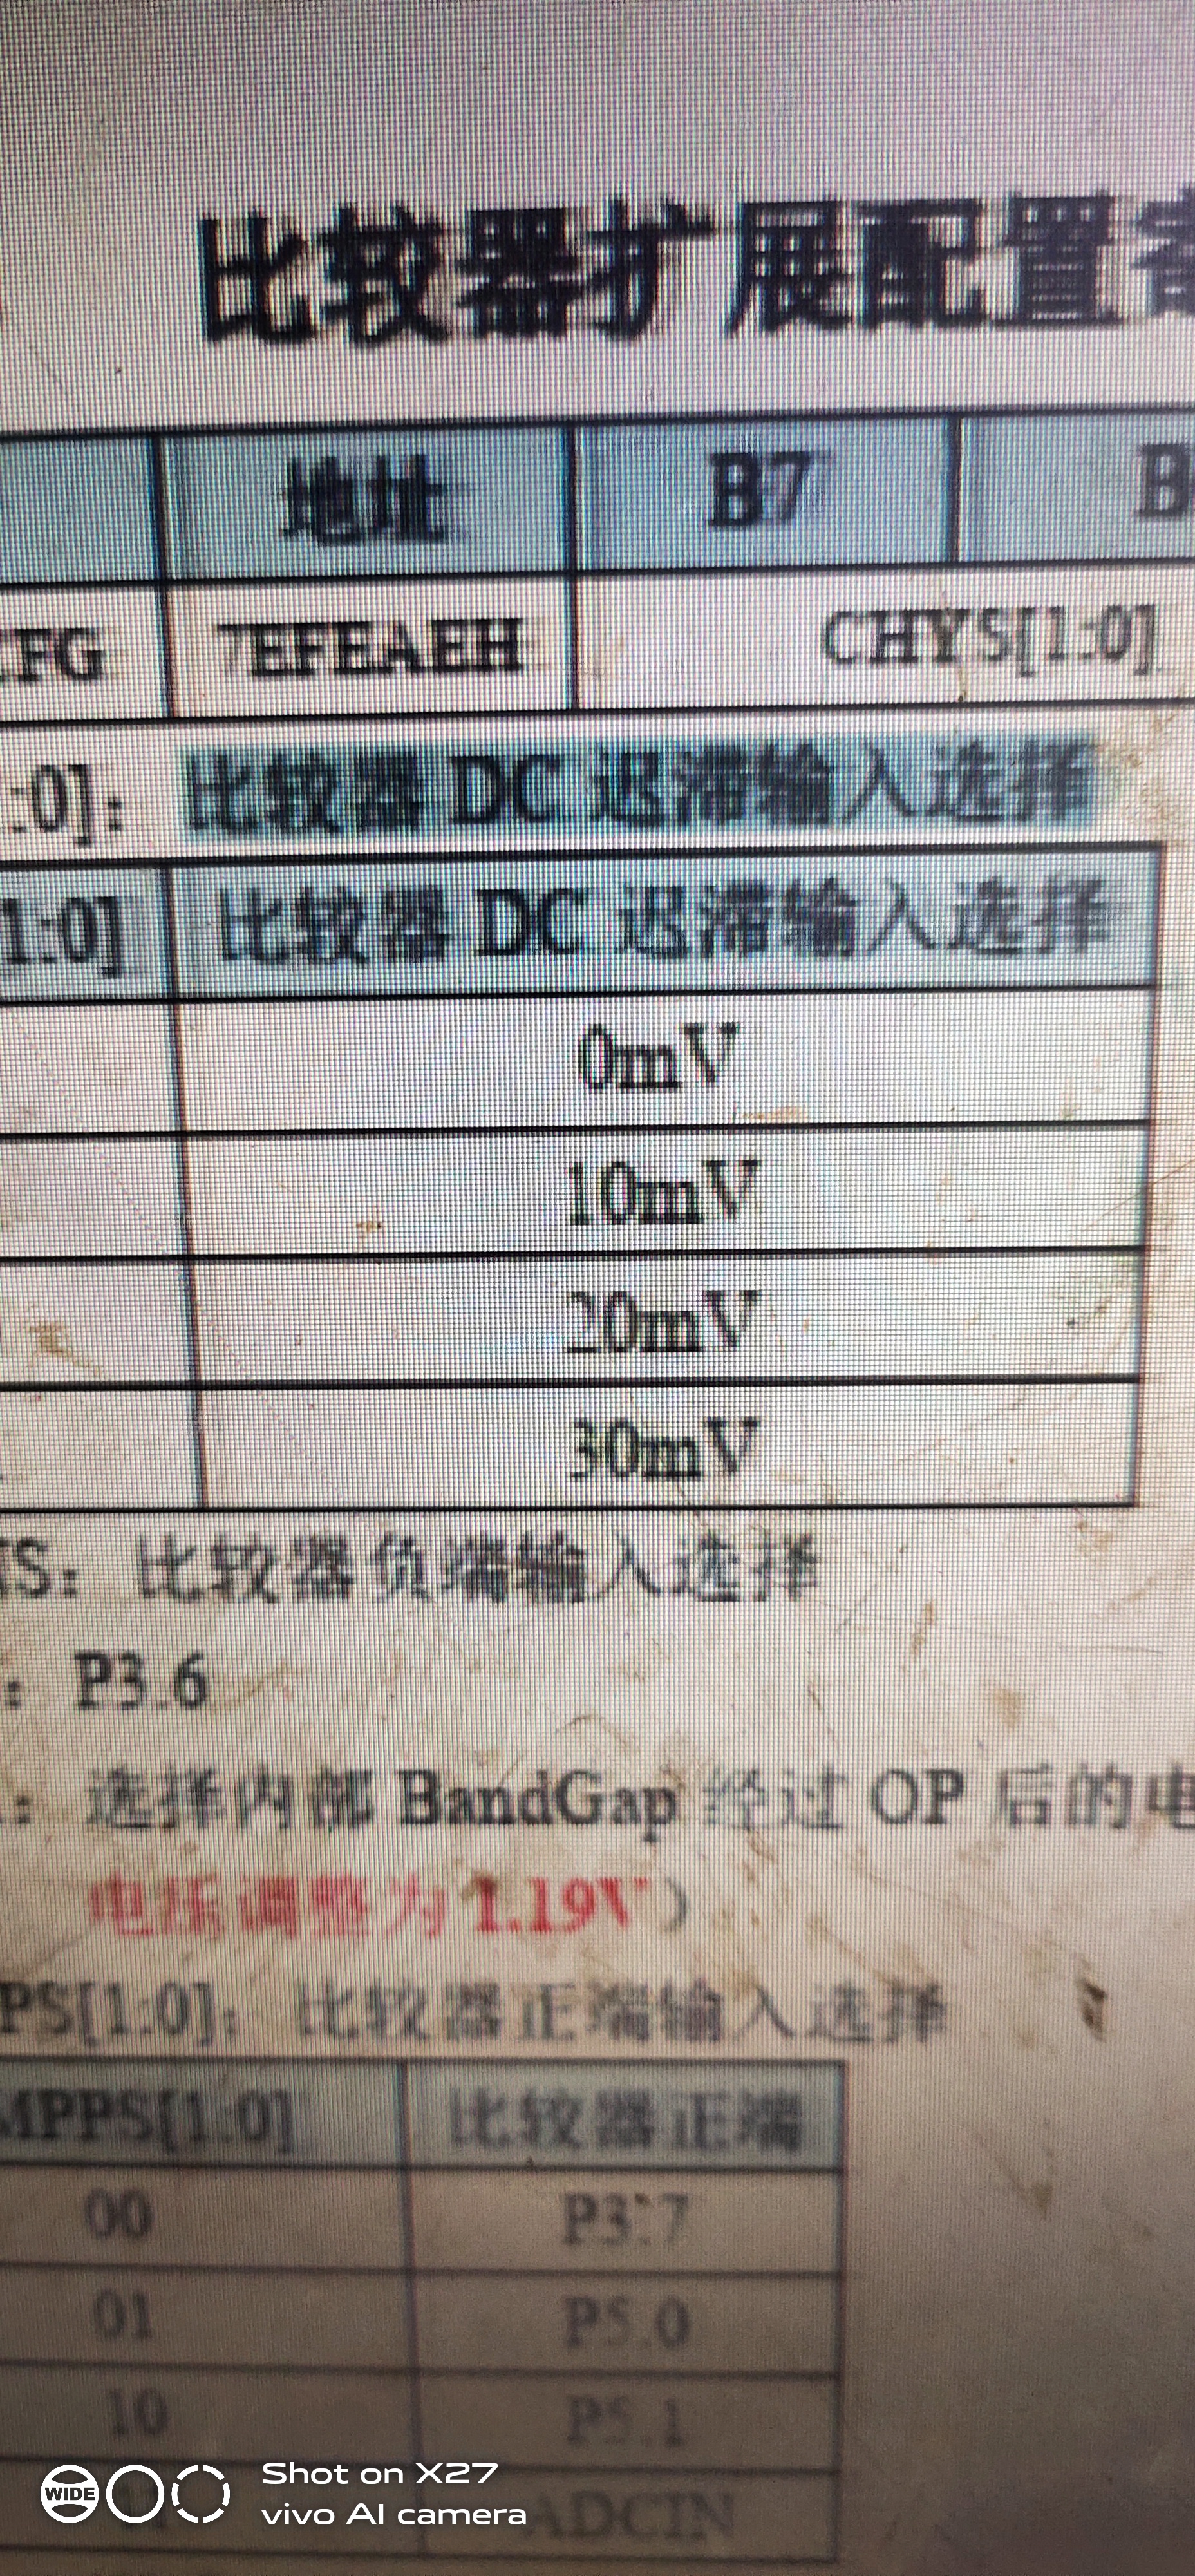 比较器扩展配置寄
地址 B7 B
CFG 7EFEAEH CHYS[1:0]
:0]: 比较器 DC 迟滞输入选择
1:0] 比较器 DC 迟滞输入选择
0mV
10mV
20mV
30mV
IS: 比较器负端输入选择
: P3.6
: 选择内部 BandGap 经过 OP 后的电
电压调整为 1.19V)
PS[1:0]: 比较器正端输入选择
MPPS[1:0] 比较器正端
00 P3.7
01 P5.0
10 P5.1
ADCIN
WIDE
Shot on X27
vivo AI camera